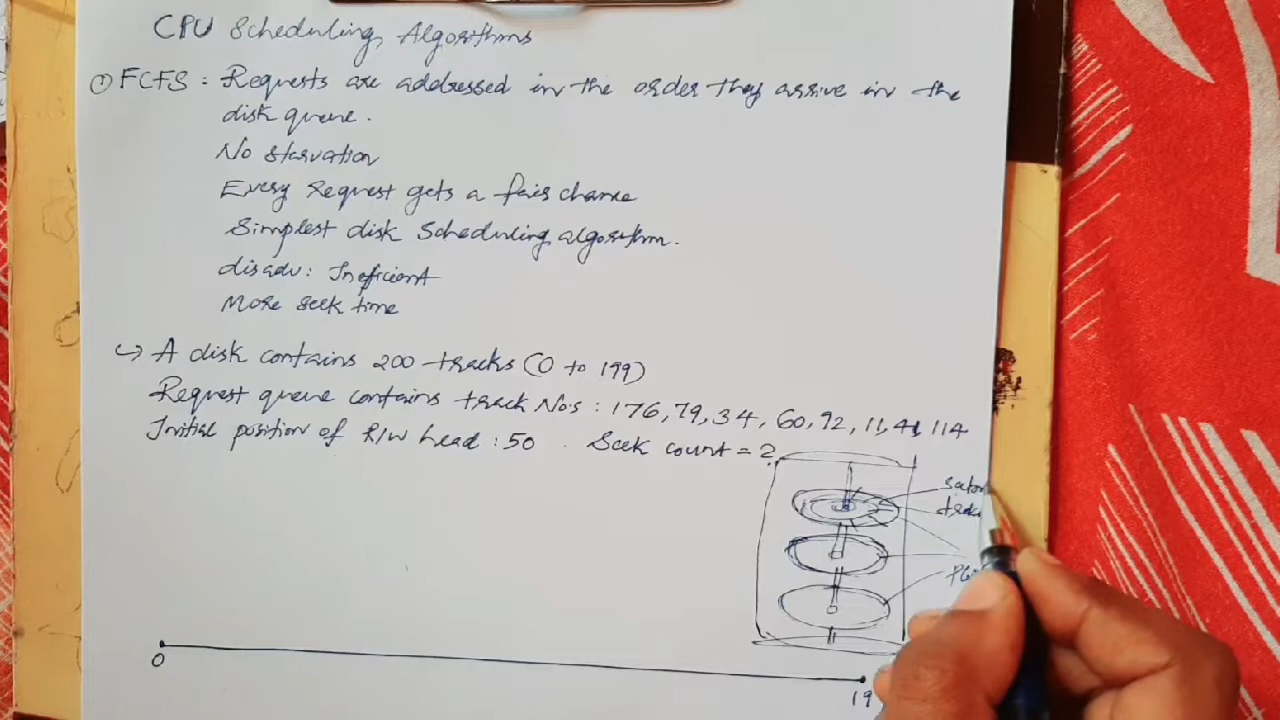 CPU Scheduling Algorithms
① FCFS : Requests are addressed in the order they arrive in the
disk queue.
No starvation
Every request gets a fair chance
Simplest disk scheduling algorithm.
disadv: Inefficient
More seek time
↪ A disk contains 200 tracks (0 to 199)
Request queue contains track No's : 176, 79, 34, 60, 92, 11, 41, 114
Initial position of R/W head : 50 . Seek count = ?
0
19